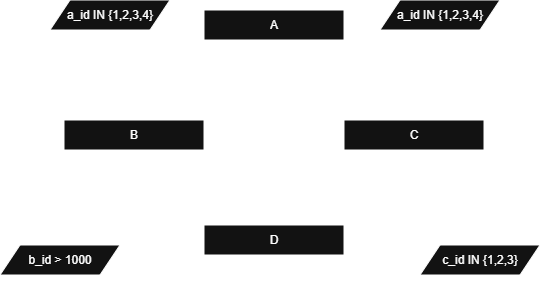 a_id IN {1,2,3,4}
A
a_id IN {1,2,3,4}
B
C
D
b_id > 1000
c_id IN {1,2,3}